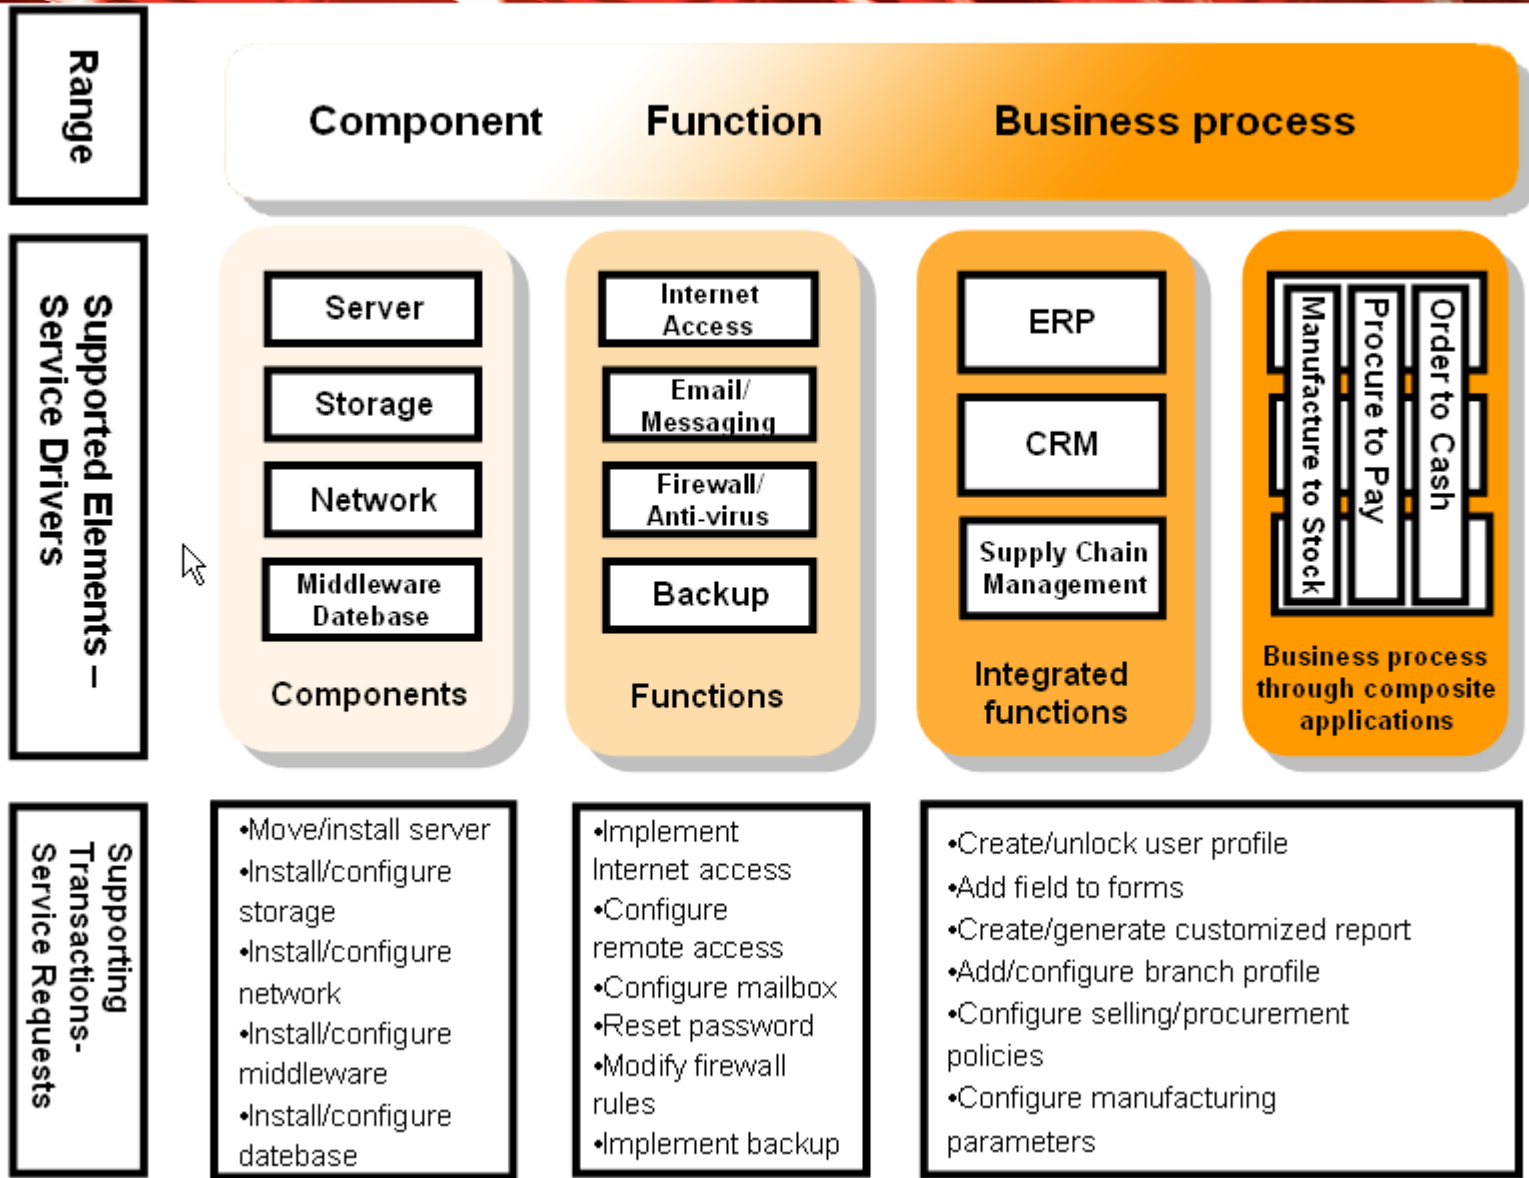 Range
Component
Function
Business process
Supported Elements –
Service Drivers
Server
Storage
Network
Middleware
Datebase
Components
Internet
Access
Email/
Messaging
Firewall/
Anti-virus
Backup
Functions
ERP
CRM
Supply Chain
Management
Integrated
functions
Manufacture to Stock
Procure to Pay
Order to Cash
Business process
through composite
applications
Supporting
Transactions-
Service Requests
•Move/install server
•Install/configure
storage
•Install/configure
network
•Install/configure
middleware
•Install/configure
datebase
•Implement
Internet access
•Configure
remote access
•Configure mailbox
•Reset password
•Modify firewall
rules
•Implement backup
•Create/unlock user profile
•Add field to forms
•Create/generate customized report
•Add/configure branch profile
•Configure selling/procurement
policies
•Configure manufacturing
parameters